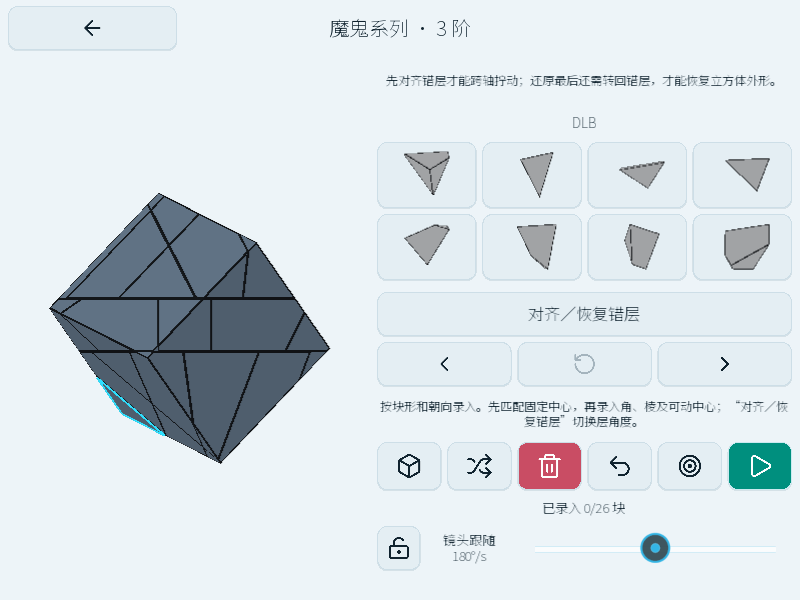 魔鬼系列 · 3 阶
先对齐错层才能跨轴拧动；还原最后还需转回错层，才能恢复立方体外形。
DLB
对齐／恢复错层
按块形和朝向录入。先匹配固定中心，再录入角、棱及可动中心；“对齐／恢
复错层”切换层角度。
已录入 0/26 块
镜头跟随
180°/s